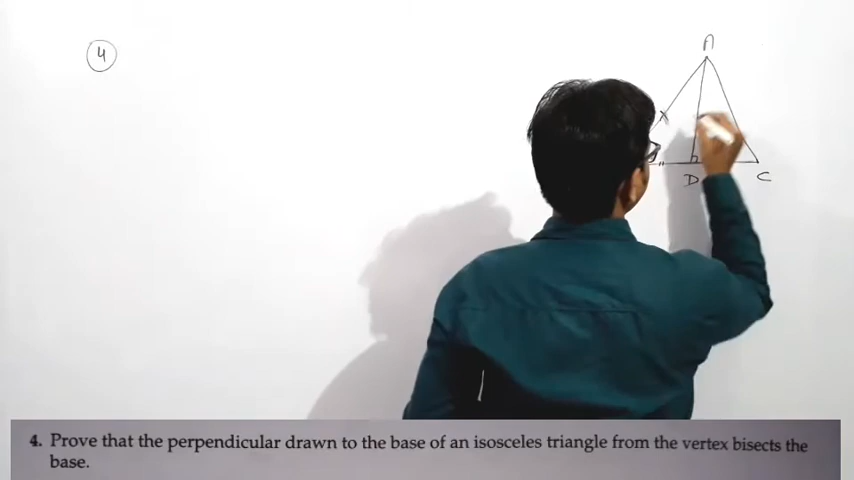 4
A
D
C
4. Prove that the perpendicular drawn to the base of an isosceles triangle from the vertex bisects the
base.